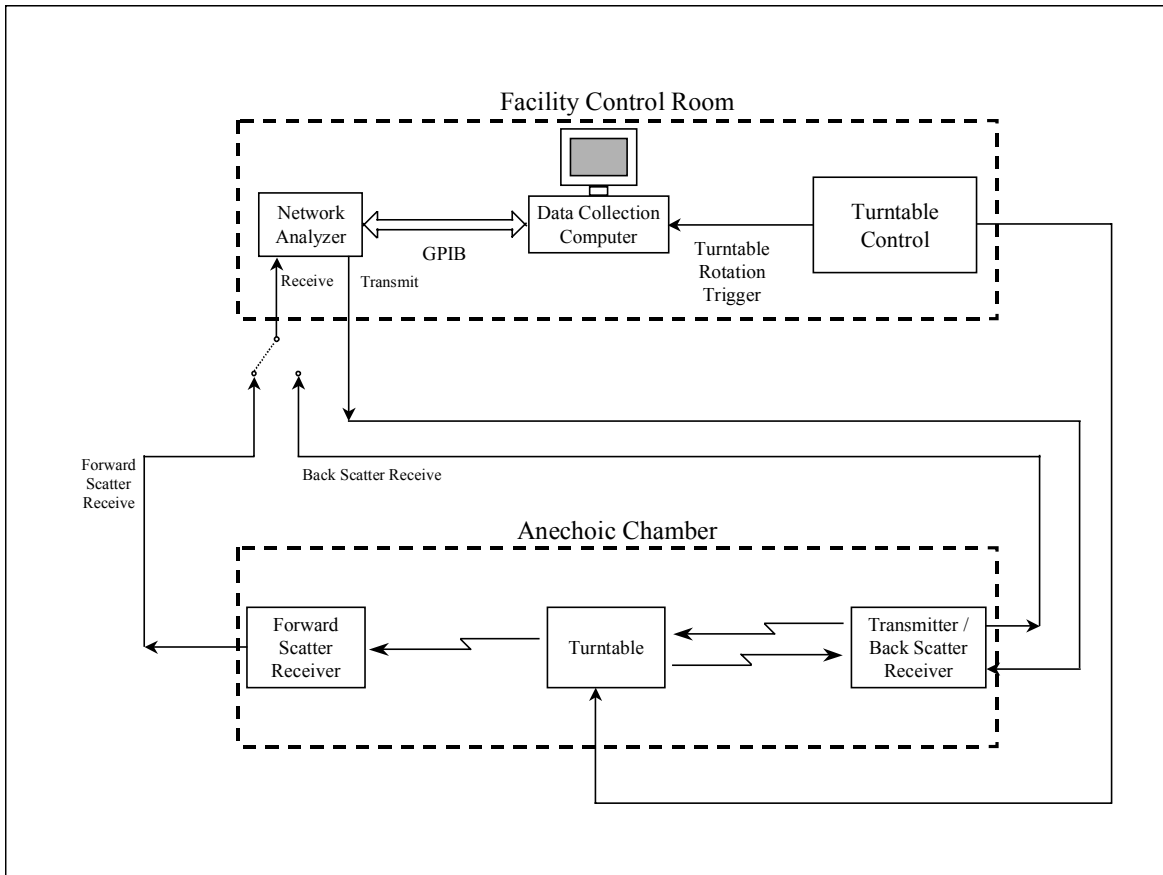 Facility Control Room
Network
Analyzer
GPIB
Data Collection
Computer
Turntable
Rotation
Trigger
Turntable
Control
Receive
Transmit
Forward
Scatter
Receive
Back Scatter Receive
Anechoic Chamber
Forward
Scatter
Receiver
Turntable
Transmitter /
Back Scatter
Receiver